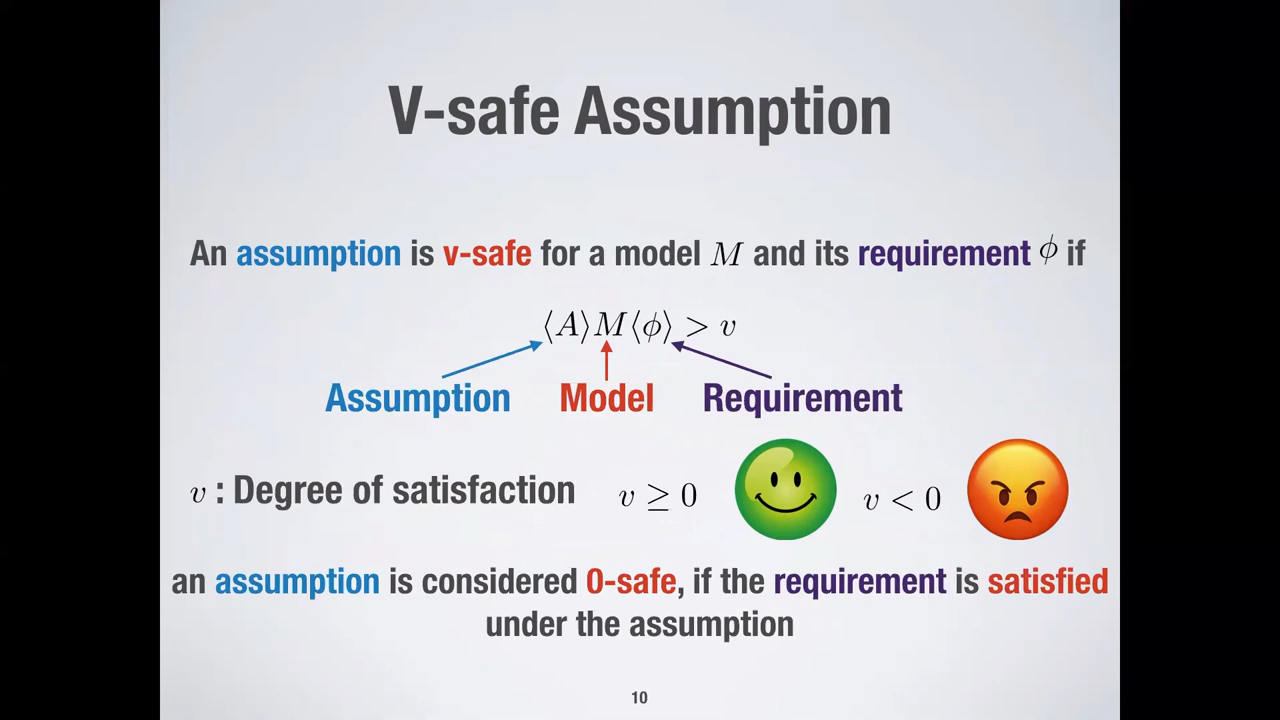 V-safe Assumption
An assumption is v-safe for a model M and its requirement ϕ if
⟨A⟩M⟨ϕ⟩ > v
Assumption Model Requirement
v : Degree of satisfaction v ≥ 0 v < 0
an assumption is considered 0-safe, if the requirement is satisfied
under the assumption
10